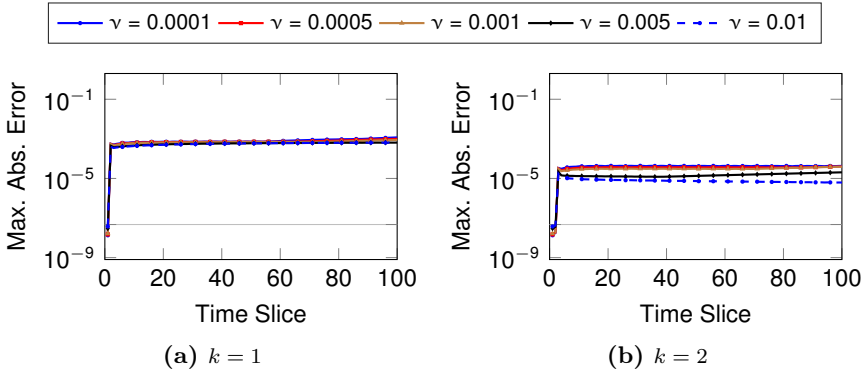 ν = 0.0001 ν = 0.0005 ν = 0.001 ν = 0.005 ν = 0.01
Max. Abs. Error
10−1
10−5
10−9
0 20 40 60 80 100
Time Slice
(a) k = 1
Max. Abs. Error
10−1
10−5
10−9
0 20 40 60 80 100
Time Slice
(b) k = 2